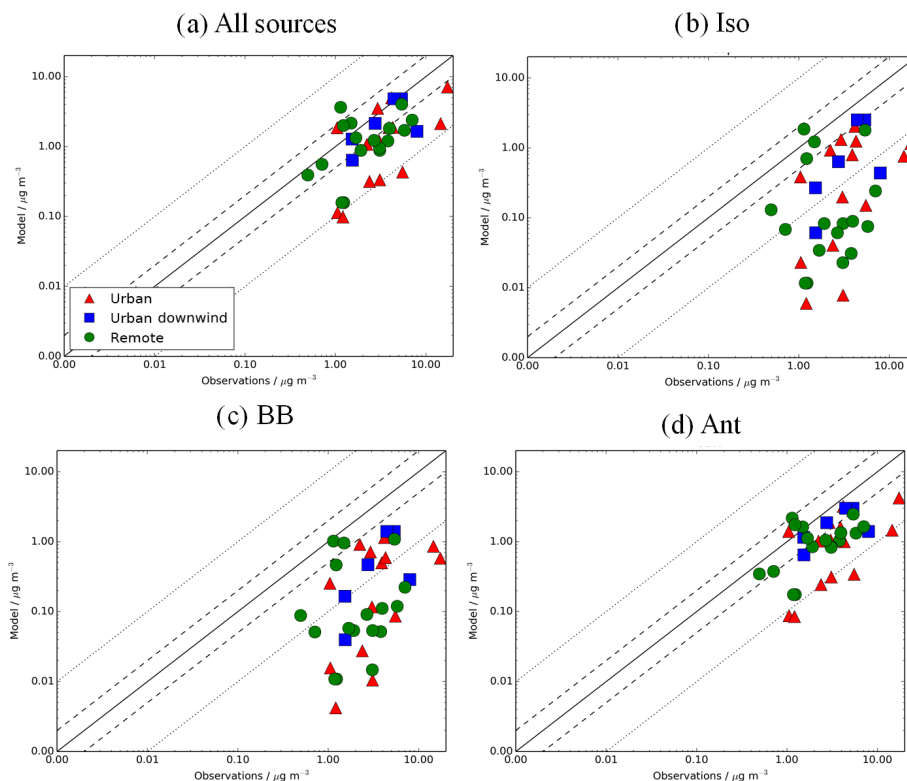 (a) All sources
(b) Iso
10.00
1.00
0.10
0.01
0.00
Model / μg m⁻³
Urban
Urban downwind
Remote
0.00 0.01 0.10 1.00 10.00
Observations / μg m⁻³
10.00
1.00
0.10
0.01
0.00
Model / μg m⁻³
0.00 0.01 0.10 1.00 10.00
Observations / μg m⁻³
(c) BB
(d) Ant
10.00
1.00
0.10
0.01
0.00
Model / μg m⁻³
0.00 0.01 0.10 1.00 10.00
Observations / μg m⁻³
10.00
1.00
0.10
0.01
0.00
Model / μg m⁻³
0.00 0.01 0.10 1.00 10.00
Observations / μg m⁻³